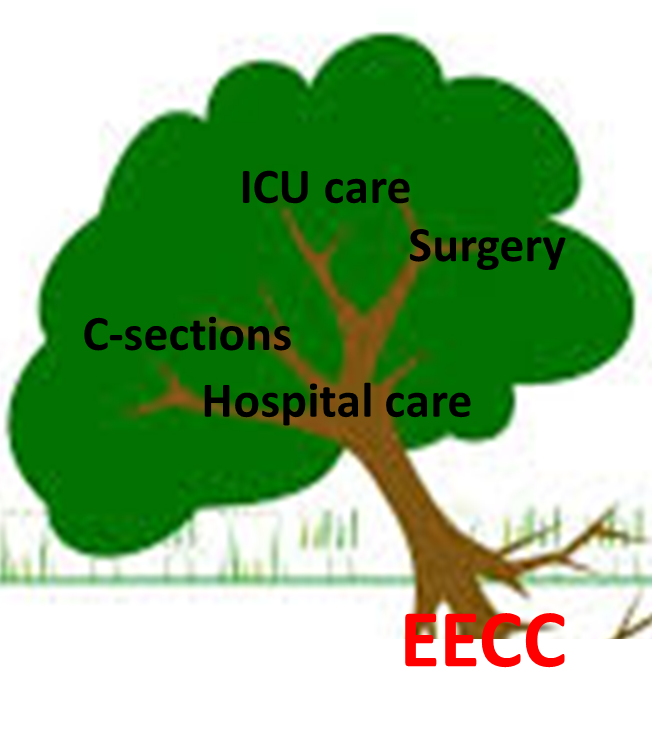 ICU care
Surgery
C-sections
Hospital care
EECC